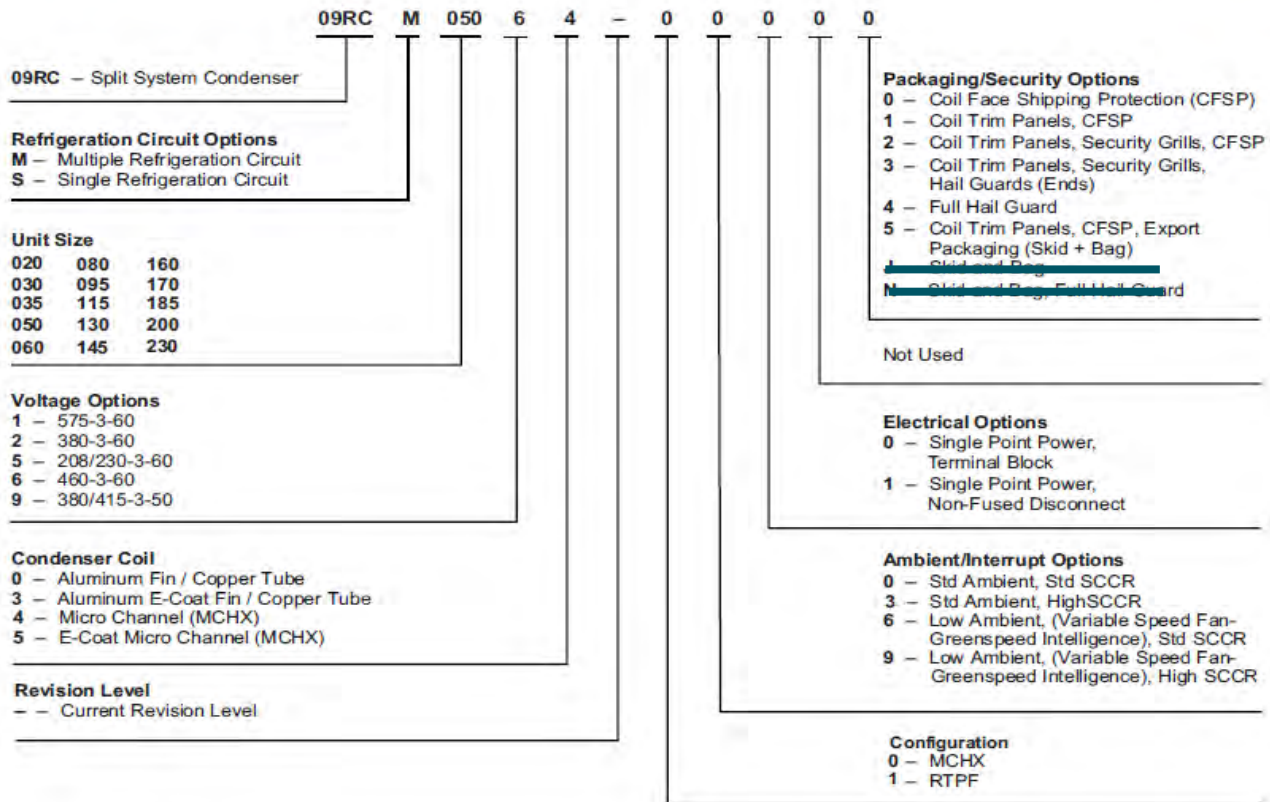 09RC M 050 6 4 – 0 0 0 0 0
09RC – Split System Condenser
Refrigeration Circuit Options
M – Multiple Refrigeration Circuit
S – Single Refrigeration Circuit
Unit Size
020 080 160
030 095 170
035 115 185
050 130 200
060 145 230
Voltage Options
1 – 575-3-60
2 – 380-3-60
5 – 208/230-3-60
6 – 460-3-60
9 – 380/415-3-50
Condenser Coil
0 – Aluminum Fin / Copper Tube
3 – Aluminum E-Coat Fin / Copper Tube
4 – Micro Channel (MCHX)
5 – E-Coat Micro Channel (MCHX)
Revision Level
– – Current Revision Level
Packaging/Security Options
0 – Coil Face Shipping Protection (CFSP)
1 – Coil Trim Panels, CFSP
2 – Coil Trim Panels, Security Grills, CFSP
3 – Coil Trim Panels, Security Grills,
Hail Guards (Ends)
4 – Full Hail Guard
5 – Coil Trim Panels, CFSP, Export
Packaging (Skid + Bag)
Skid and Bag
N – Skid and Bag, Full Hail Guard
Not Used
Electrical Options
0 – Single Point Power,
Terminal Block
1 – Single Point Power,
Non-Fused Disconnect
Ambient/Interrupt Options
0 – Std Ambient, Std SCCR
3 – Std Ambient, HighSCCR
6 – Low Ambient, (Variable Speed Fan-
Greenspeed Intelligence), Std SCCR
9 – Low Ambient, (Variable Speed Fan-
Greenspeed Intelligence), High SCCR
Configuration
0 – MCHX
1 – RTPF